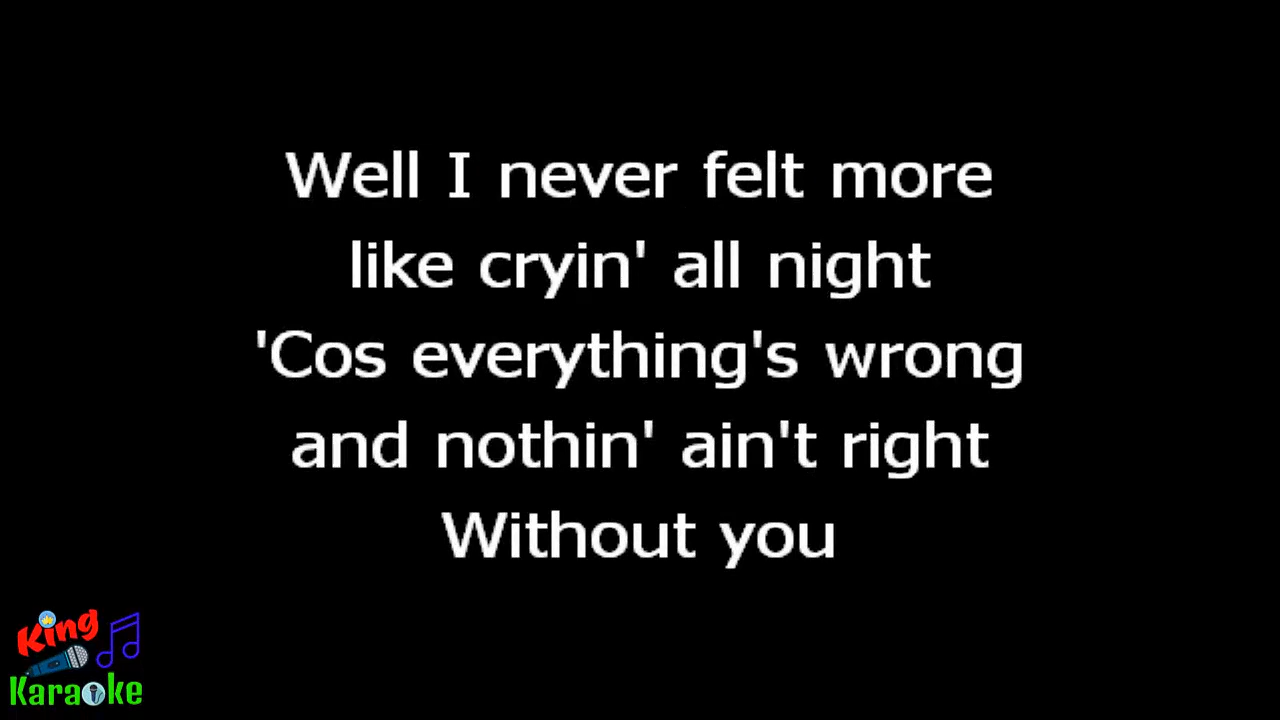 Well I never felt more
like cryin' all night
'Cos everything's wrong
and nothin' ain't right
Without you
King
Karaoke